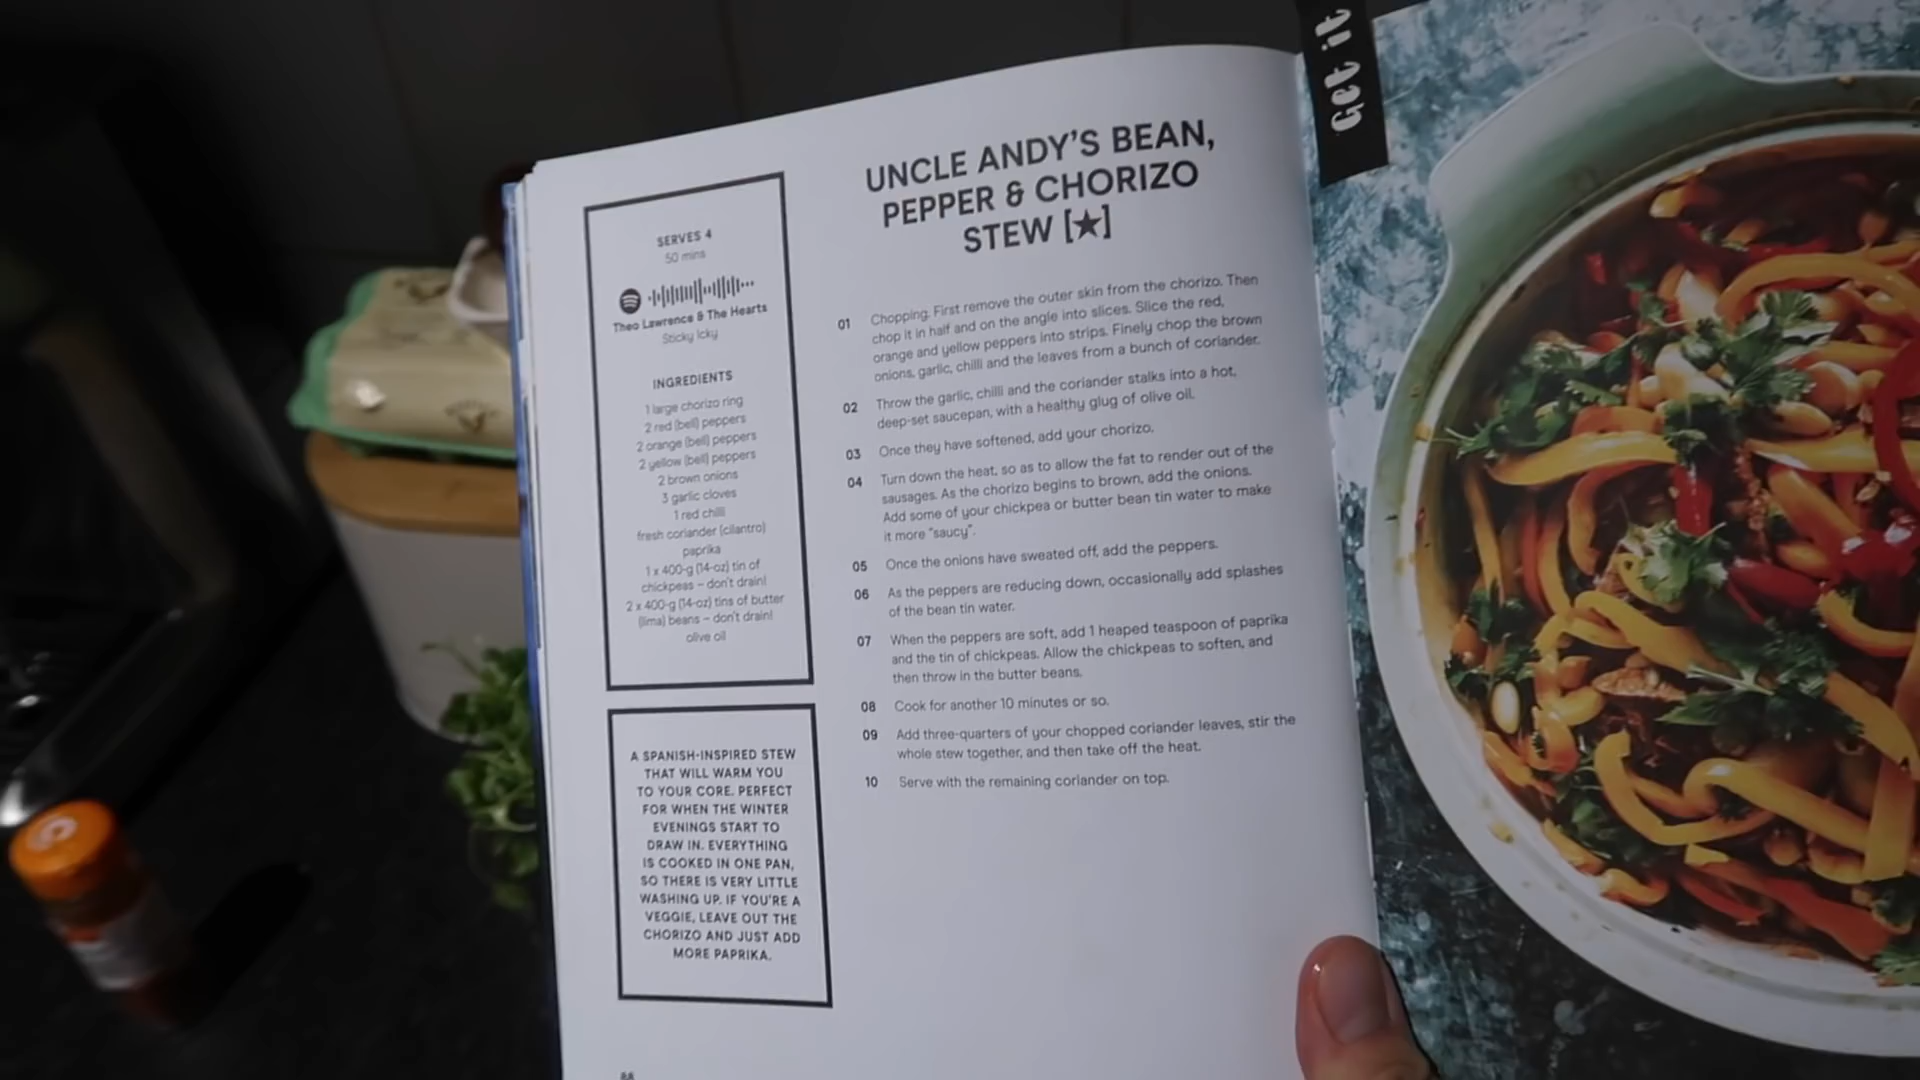 Get it
SERVES 4
50 mins
Theo Lawrence & The Hearts
Sticky Icky
INGREDIENTS
1 large chorizo ring
2 red (bell) peppers
2 orange (bell) peppers
2 yellow (bell) peppers
2 brown onions
3 garlic cloves
1 red chilli
fresh coriander (cilantro)
paprika
1 x 400-g (14-oz) tin of
chickpeas – don't drain!
2 x 400-g (14-oz) tins of butter
(lima) beans – don't drain!
olive oil
A SPANISH-INSPIRED STEW
THAT WILL WARM YOU
TO YOUR CORE. PERFECT
FOR WHEN THE WINTER
EVENINGS START TO
DRAW IN. EVERYTHING
IS COOKED IN ONE PAN,
SO THERE IS VERY LITTLE
WASHING UP. IF YOU'RE A
VEGGIE, LEAVE OUT THE
CHORIZO AND JUST ADD
MORE PAPRIKA.
UNCLE ANDY'S BEAN,
PEPPER & CHORIZO
STEW [★]
01 Chopping. First remove the outer skin from the chorizo. Then
chop it in half and on the angle into slices. Slice the red,
orange and yellow peppers into strips. Finely chop the brown
onions, garlic, chilli and the leaves from a bunch of coriander.
02 Throw the garlic, chilli and the coriander stalks into a hot,
deep-set saucepan, with a healthy glug of olive oil.
03 Once they have softened, add your chorizo.
04 Turn down the heat, so as to allow the fat to render out of the
sausages. As the chorizo begins to brown, add the onions.
Add some of your chickpea or butter bean tin water to make
it more "saucy".
05 Once the onions have sweated off, add the peppers.
06 As the peppers are reducing down, occasionally add splashes
of the bean tin water.
07 When the peppers are soft, add 1 heaped teaspoon of paprika
and the tin of chickpeas. Allow the chickpeas to soften, and
then throw in the butter beans.
08 Cook for another 10 minutes or so.
09 Add three-quarters of your chopped coriander leaves, stir the
whole stew together, and then take off the heat.
10 Serve with the remaining coriander on top.